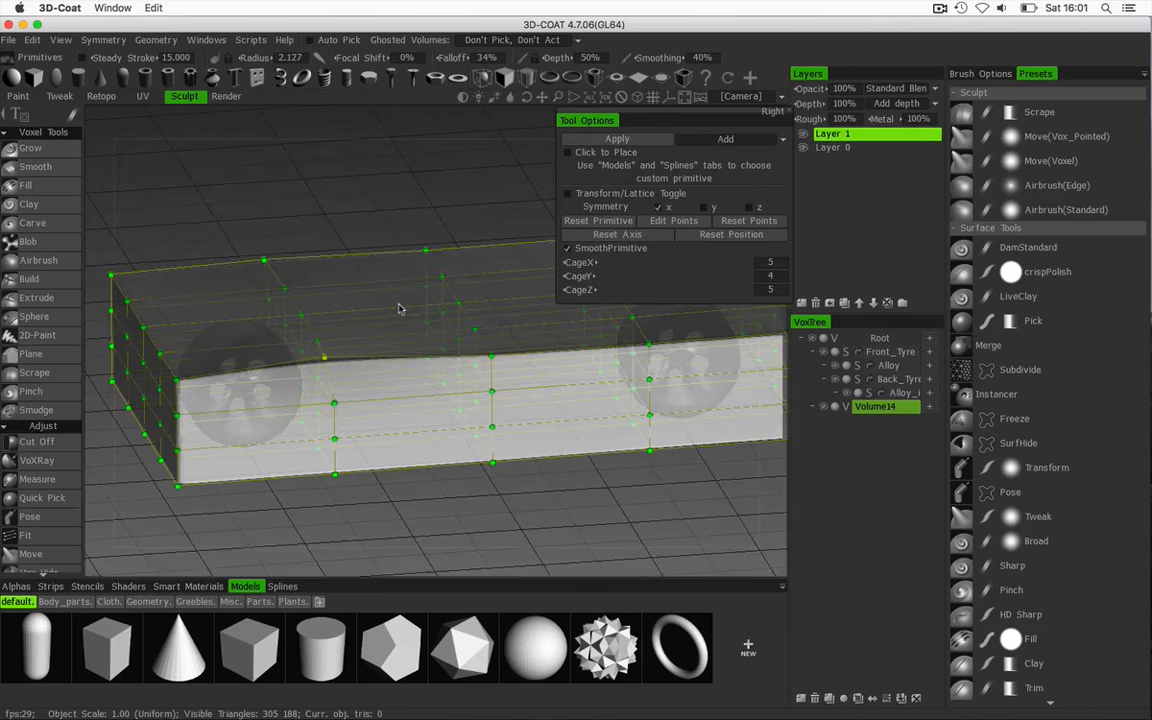 3D-Coat Window Edit Sat 16:01
3D-COAT 4.7.06(GL64)
File Edit View Symmetry Geometry Windows Scripts Help Auto Pick Ghosted Volumes: Don't Pick, Don't Act
Primitives Steady Stroke 15.000 Radius 2.127 Focal Shift 0% Falloff 34% Depth 50% Smoothing 40%
Paint Tweak Retopo UV Sculpt Render [Camera]
Voxel Tools
Grow
Smooth
Fill
Clay
Carve
Blob
Airbrush
Build
Extrude
Sphere
2D-Paint
Plane
Scrape
Pinch
Smudge
Adjust
Cut Off
VoXRay
Measure
Quick Pick
Pose
Fit
Move
Right
Tool Options
Apply Add
Click to Place
Use "Models" and "Splines" tabs to choose
custom primitive
Transform/Lattice Toggle
Symmetry x y z
Reset Primitive Edit Points Reset Points
Reset Axis Reset Position
SmoothPrimitive
CageX 5
CageY 4
CageZ 5
Layers
Opacit 100% Standard Blen
Depth 100% Add depth
Rough 100% Metal 100%
Layer 1
Layer 0
VoxTree
V Root
S Front_Tyre
S Alloy
S Back_Tyre
S Alloy_
V Volume14
Brush Options Presets
Sculpt
Scrape
Move(Vox_Pointed)
Move(Voxel)
Airbrush(Edge)
Airbrush(Standard)
Surface Tools
DamStandard
crispPolish
LiveClay
Pick
Merge
Subdivide
Instancer
Freeze
SurfHide
Transform
Pose
Tweak
Broad
Sharp
Pinch
HD Sharp
Fill
Clay
Trim
Alphas Strips Stencils Shaders Smart Materials Models Splines
default. Body_parts. Cloth. Geometry. Greebles. Misc. Parts. Plants.
NEW
fps:29; Object Scale: 1.00 (Uniform); Visible Triangles: 305 188; Curr. obj. tris: 0